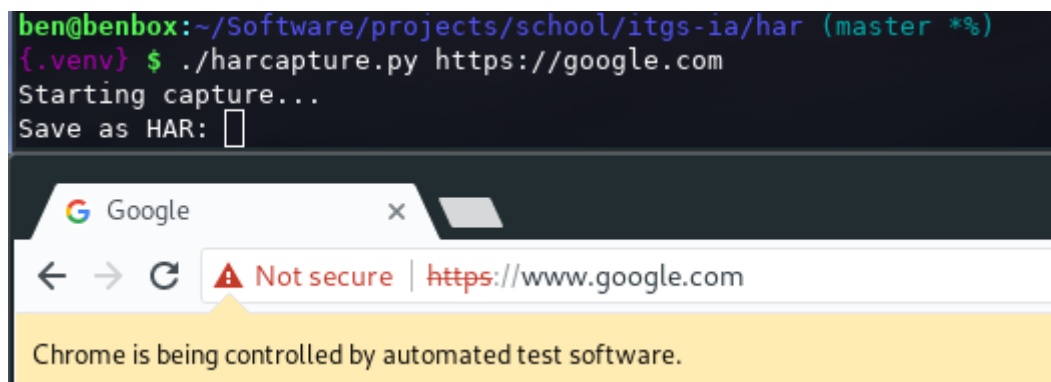 ben@benbox:~/Software/projects/school/itgs-ia/har (master *%)
{.venv} $ ./harcapture.py https://google.com
Starting capture...
Save as HAR:
Google
Not secure | https://www.google.com
Chrome is being controlled by automated test software.